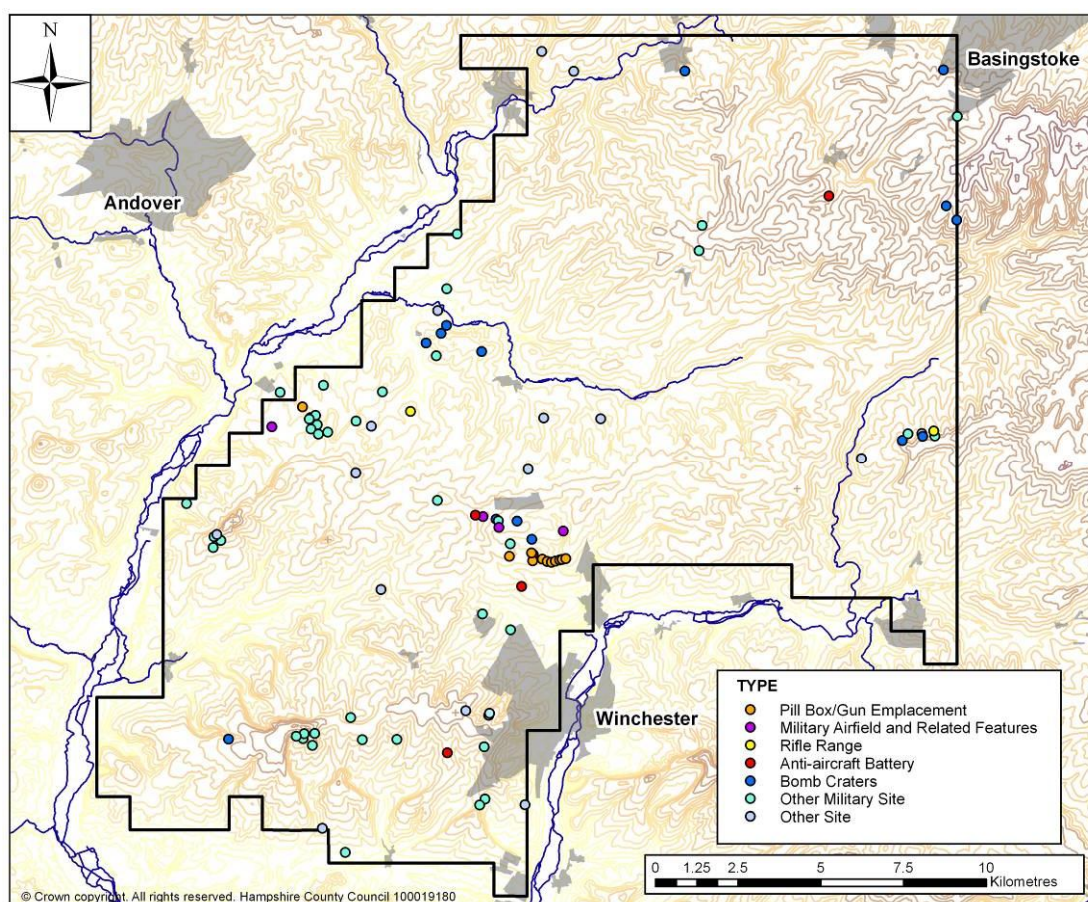 N
Basingstoke
Andover
Winchester
TYPE
Pill Box/Gun Emplacement
Military Airfield and Related Features
Rifle Range
Anti-aircraft Battery
Bomb Craters
Other Military Site
Other Site
0 1.25 2.5 5 7.5 10
Kilometres
© Crown copyright. All rights reserved. Hampshire County Council 100019180